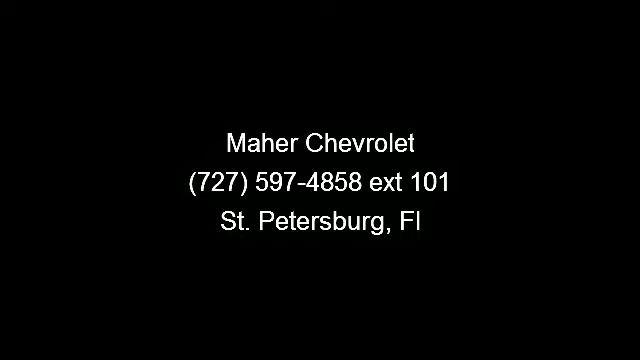 Maher Chevrolet
(727) 597-4858 ext 101
St. Petersburg, Fl